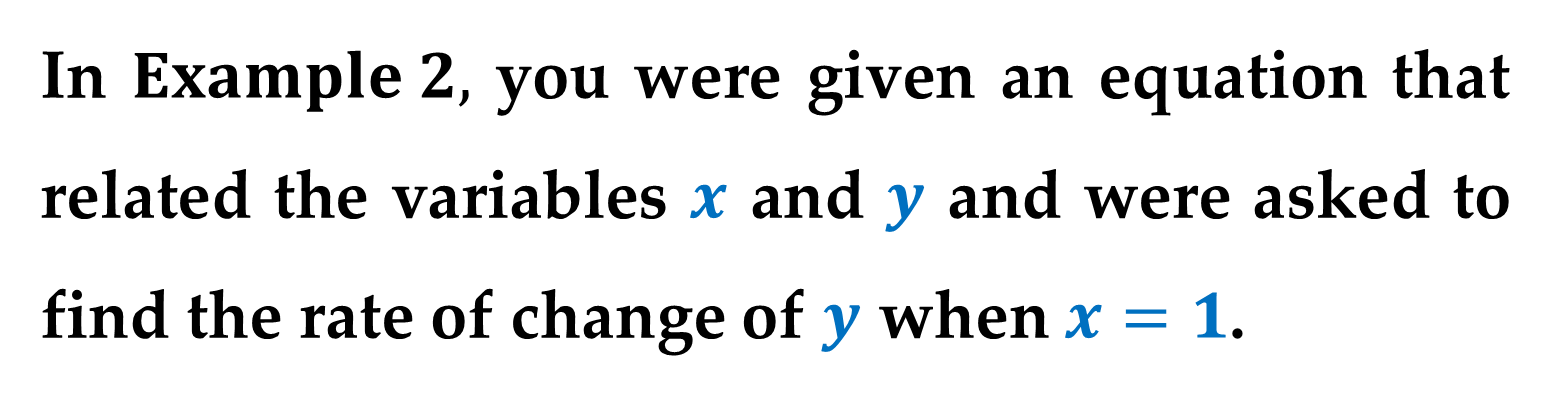 In Example 2, you were given an equation that
related the variables x and y and were asked to
find the rate of change of y when x = 1.